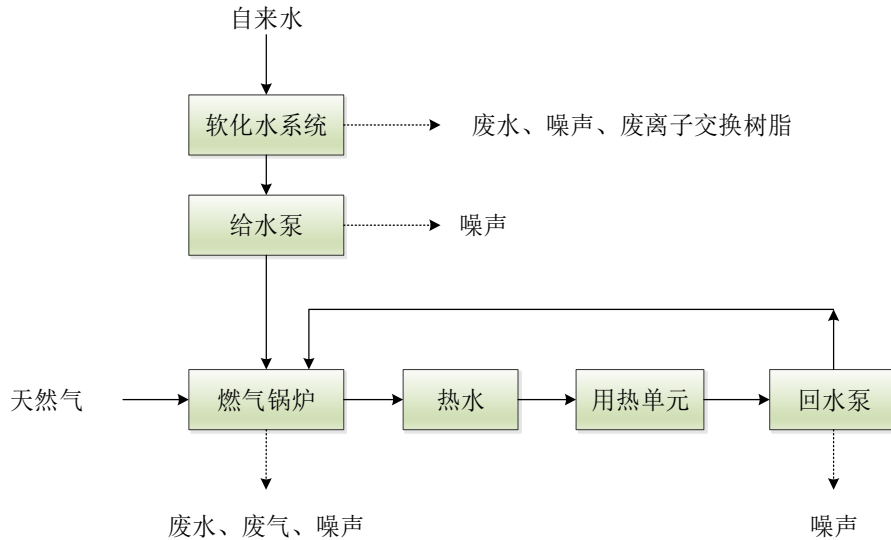 自来水
软化水系统
废水、噪声、废离子交换树脂
给水泵
噪声
天然气
燃气锅炉
热水
用热单元
回水泵
废水、废气、噪声
噪声